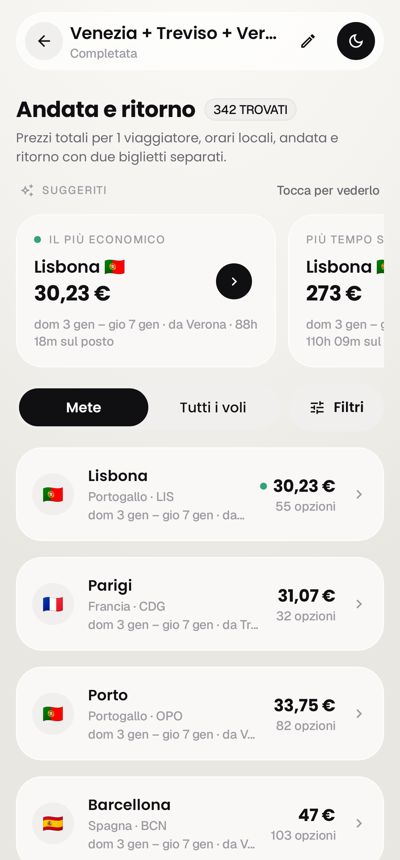 Venezia + Treviso + Ver...
Completata
Andata e ritorno
342 TROVATI
Prezzi totali per 1 viaggiatore, orari locali, andata e
ritorno con due biglietti separati.
SUGGERITI
Tocca per vederlo
IL PIÙ ECONOMICO
Lisbona
30,23 €
dom 3 gen – gio 7 gen · da Verona · 88h
18m sul posto
PIÙ TEMPO S
Lisbona
273 €
dom 3 gen – g
110h 09m sul
Mete
Tutti i voli
Filtri
Lisbona
Portogallo · LIS
dom 3 gen – gio 7 gen · da...
30,23 €
55 opzioni
Parigi
Francia · CDG
dom 3 gen – gio 7 gen · da Tr...
31,07 €
32 opzioni
Porto
Portogallo · OPO
dom 3 gen – gio 7 gen · da V...
33,75 €
82 opzioni
Barcellona
Spagna · BCN
dom 3 gen – gio 7 gen · da V...
47 €
103 opzioni